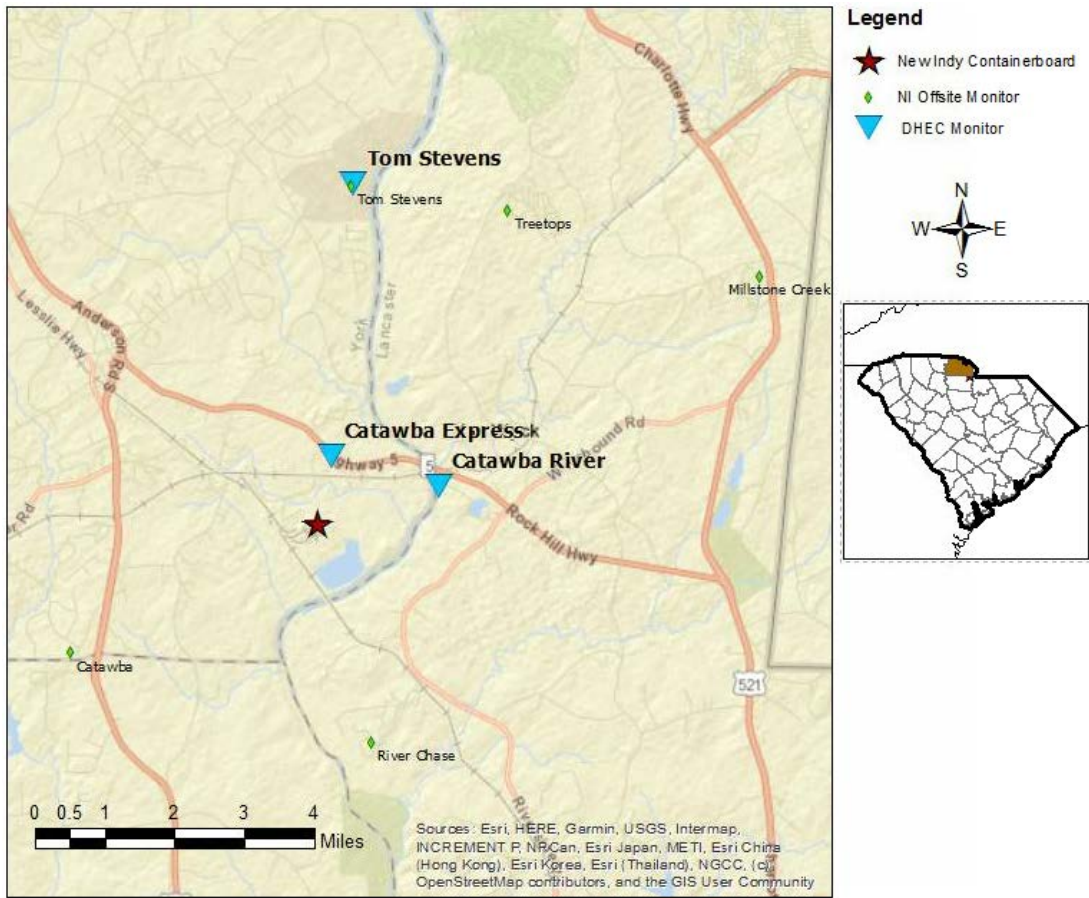 Legend
New Indy Containerboard
NI Offsite Monitor
DHEC Monitor
N
W
E
S
Charlotte Hwy
Tom Stevens
Tom Stevens
Treetops
Millstone Creek
Lesslie Hwy
Anderson Rd S
York
Lancaster
Catawba Express
5
Catawba River
Rock Hill Hwy
Catawba
521
River Chase
0 0.5 1 2 3 4
Miles
Sources: Esri, HERE, Garmin, USGS, Intermap,
INCREMENT P, NRCan, Esri Japan, METI, Esri China
(Hong Kong), Esri Korea, Esri (Thailand), NGCC, (c)
OpenStreetMap contributors, and the GIS User Community